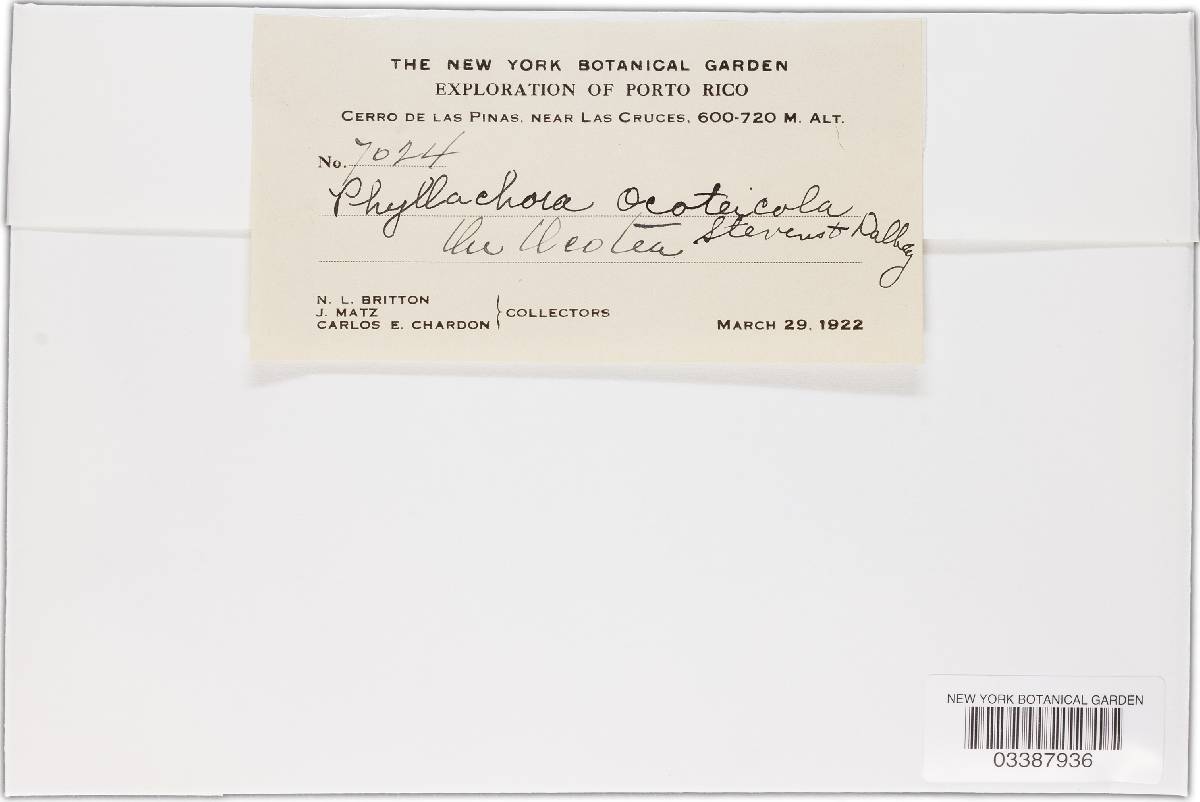 THE NEW YORK BOTANICAL GARDEN
EXPLORATION OF PORTO RICO
CERRO DE LAS PINAS, NEAR LAS CRUCES, 600-720 M. ALT.
No. 7024
Phyllachora ocoteicola
On Ocotea Stevens & Dalbey
N. L. BRITTON
J. MATZ
CARLOS E. CHARDON } COLLECTORS
MARCH 29, 1922
NEW YORK BOTANICAL GARDEN
03387936